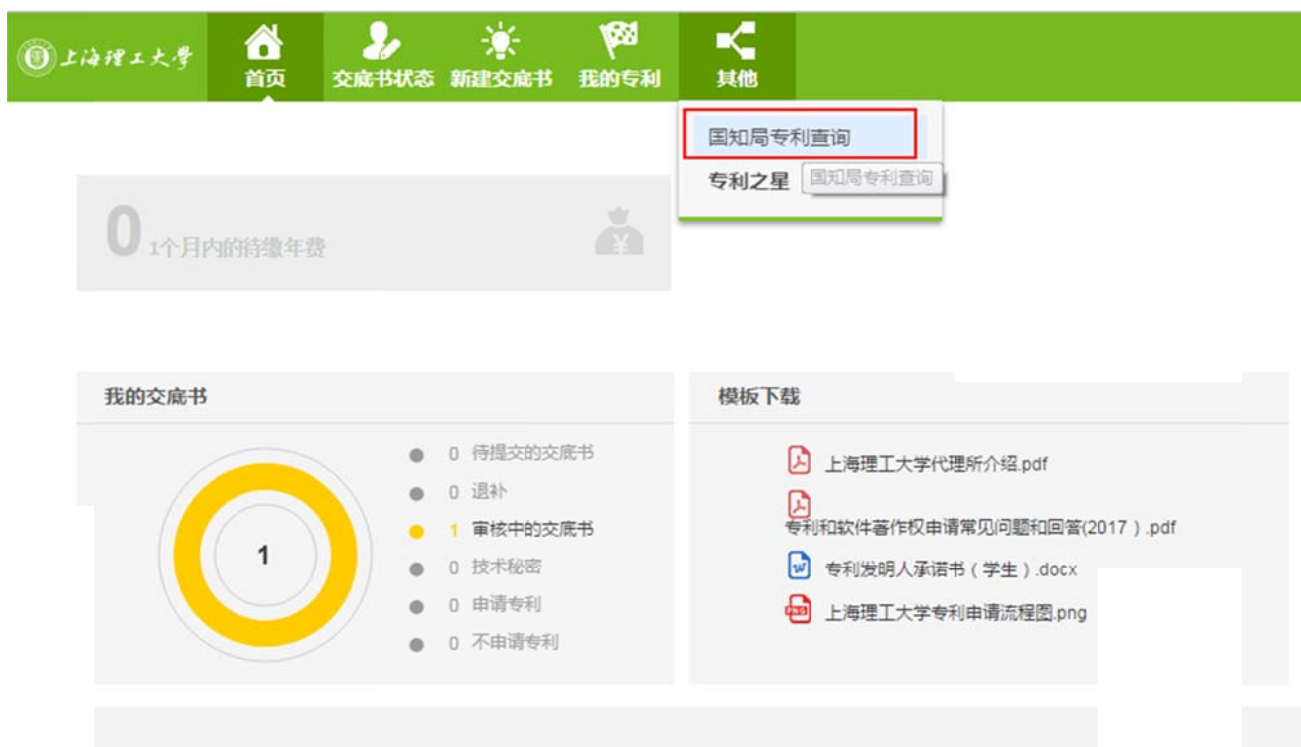 上海理工大学
首页
交底书状态
新建交底书
我的专利
其他
国知局专利查询
专利之星
国知局专利查询
0 1个月内的待缴年费
¥
我的交底书
1
0 待提交的交底书
0 退补
1 审核中的交底书
0 技术秘密
0 申请专利
0 不申请专利
模板下载
上海理工大学代理所介绍.pdf
专利和软件著作权申请常见问题和回答(2017）.pdf
W 专利发明人承诺书（学生）.docx
PNG 上海理工大学专利申请流程图.png